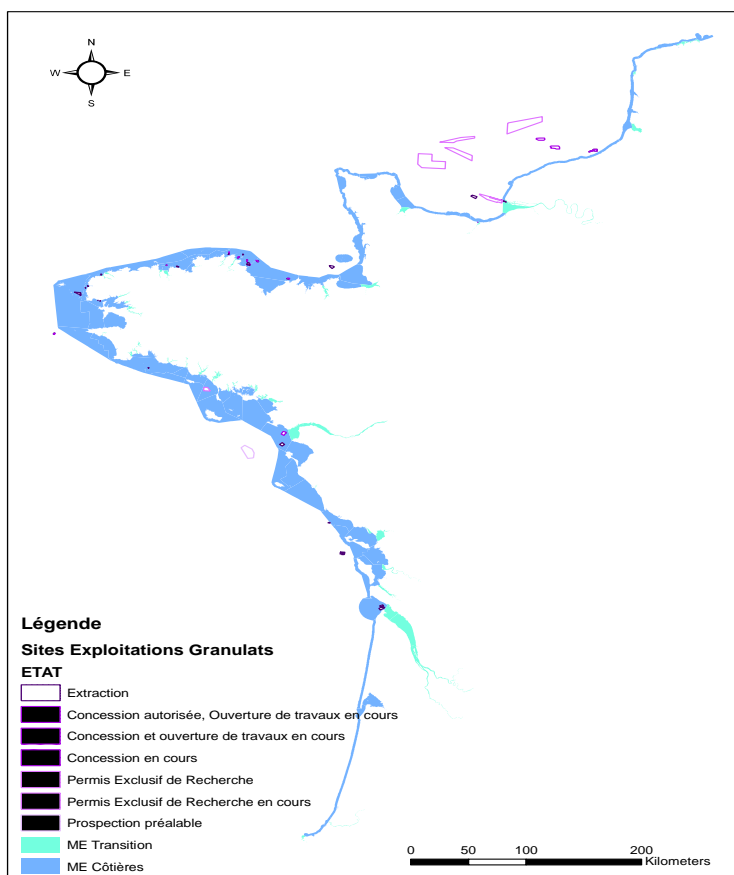 N
W E
S
Légende
Sites Exploitations Granulats
ETAT
Extraction
Concession autorisée, Ouverture de travaux en cours
Concession et ouverture de travaux en cours
Concession en cours
Permis Exclusif de Recherche
Permis Exclusif de Recherche en cours
Prospection préalable
ME Transition
ME Côtières
0 50 100 200
Kilometers